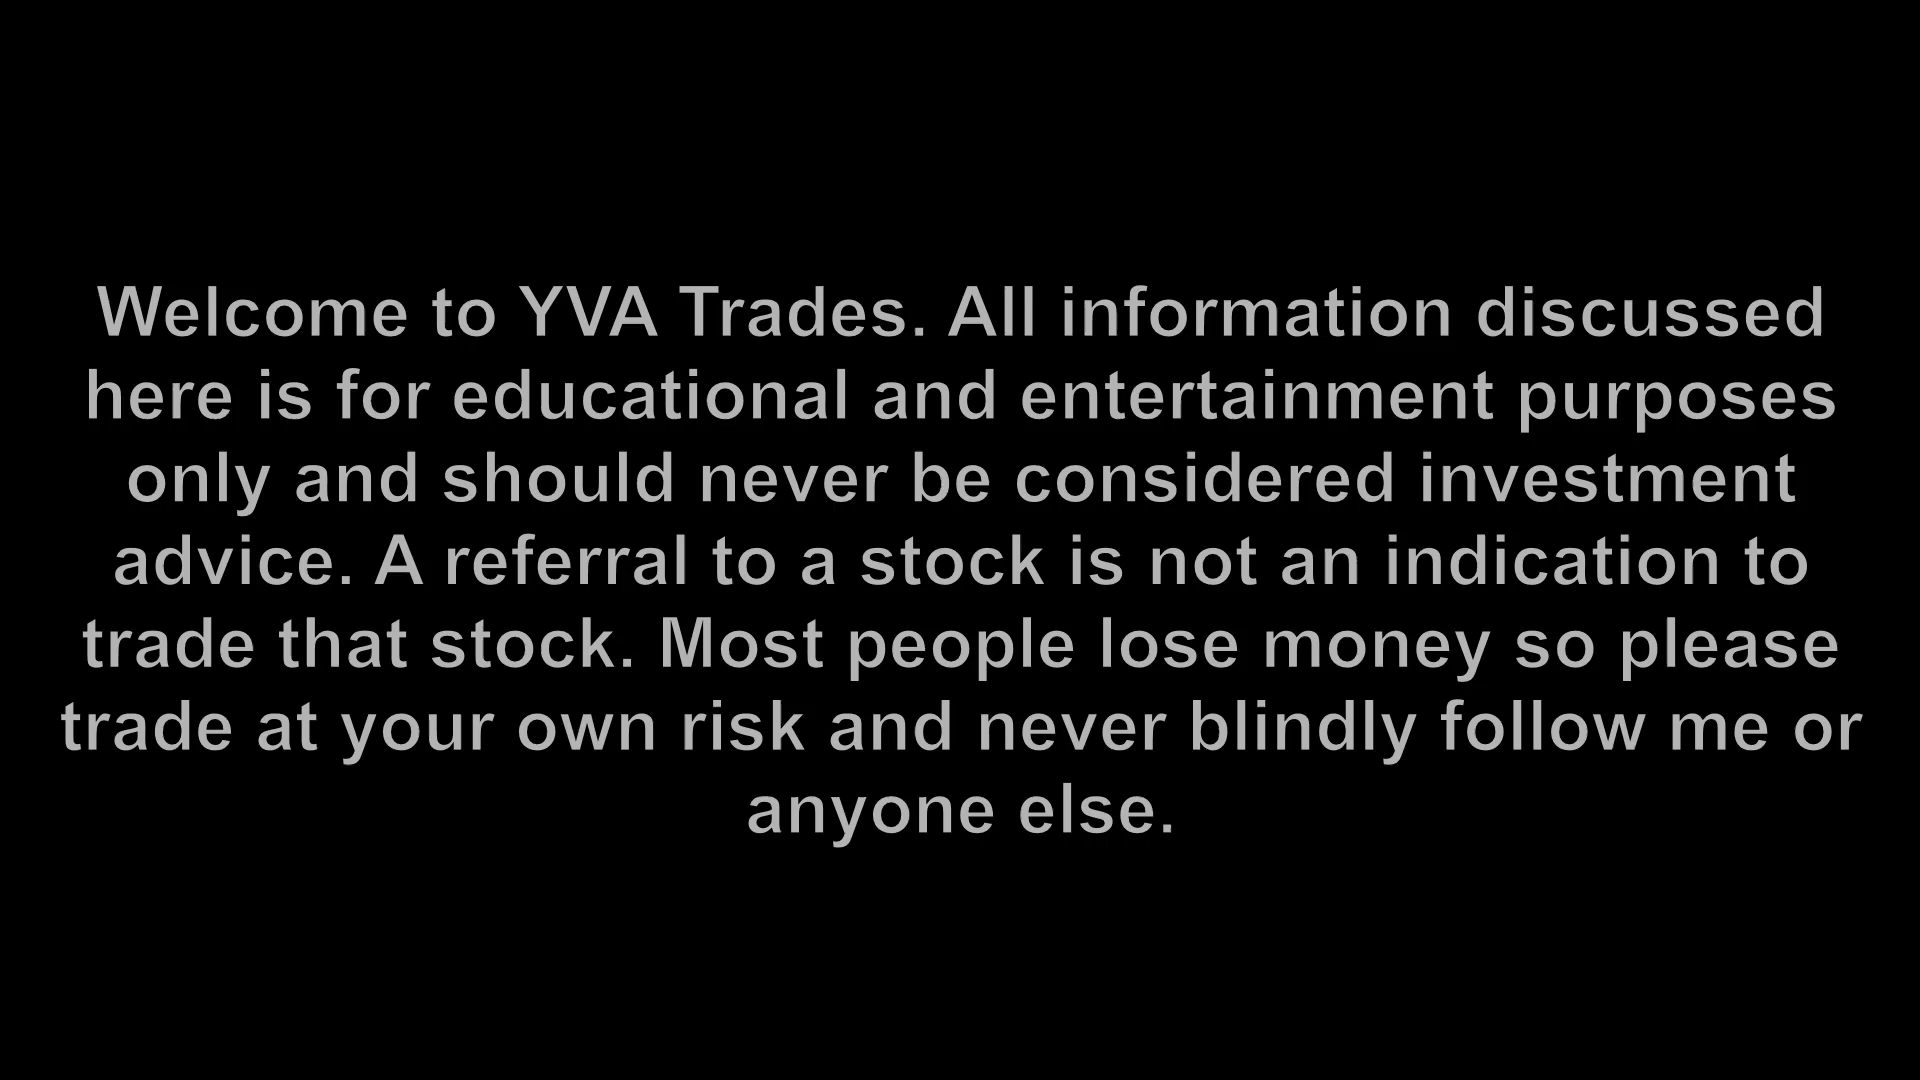 Welcome to YVA Trades. All information discussed
here is for educational and entertainment purposes
only and should never be considered investment
advice. A referral to a stock is not an indication to
trade that stock. Most people lose money so please
trade at your own risk and never blindly follow me or
anyone else.